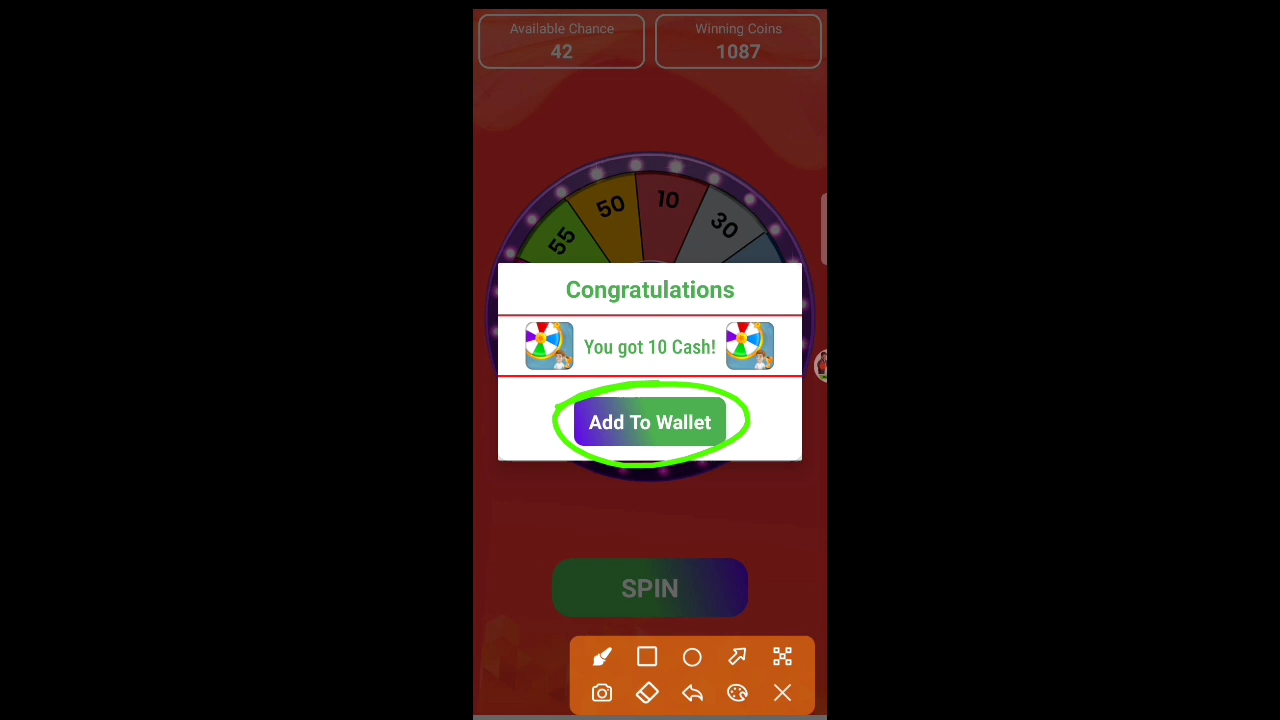 Available Chance
42
Winning Coins
1087
55
50
10
30
Congratulations
You got 10 Cash!
Add To Wallet
SPIN